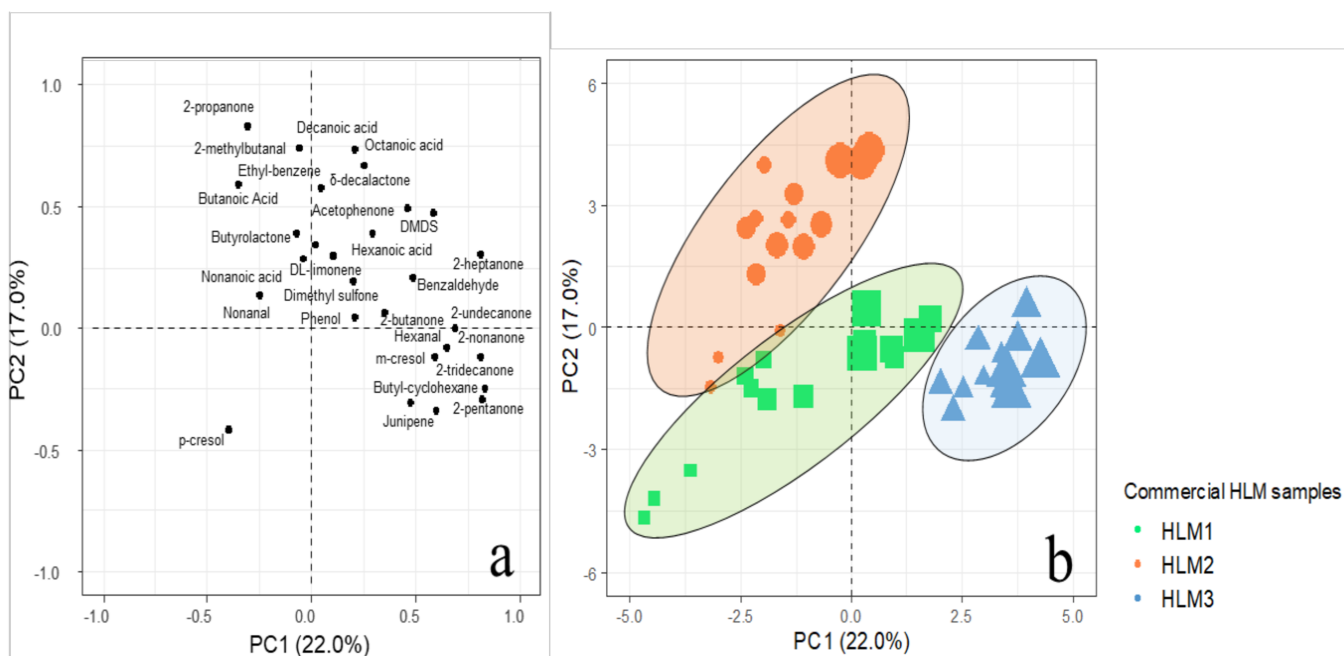 1.0
2-propanone
Decanoic acid
2-methylbutanal
Octanoic acid
Ethyl-benzene
δ-decalactone
Butanoic Acid
0.5
Acetophenone
DMDS
Butyrolactone
Hexanoic acid
2-heptanone
Nonanoic acid
DL-limonene
Benzaldehyde
Dimethyl sulfone
Nonanal
Phenol
2-butanone
2-undecanone
0.0
Hexanal
2-nonanone
m-cresol
2-tridecanone
Butyl-cyclohexane
Junipene
2-pentanone
p-cresol
-0.5
-1.0
a
PC2 (17.0%)
-1.0
-0.5
0.0
0.5
1.0
PC1 (22.0%)
6
3
0
-3
-6
b
PC2 (17.0%)
-5.0
-2.5
0.0
2.5
5.0
PC1 (22.0%)
Commercial HLM samples
HLM1
HLM2
HLM3